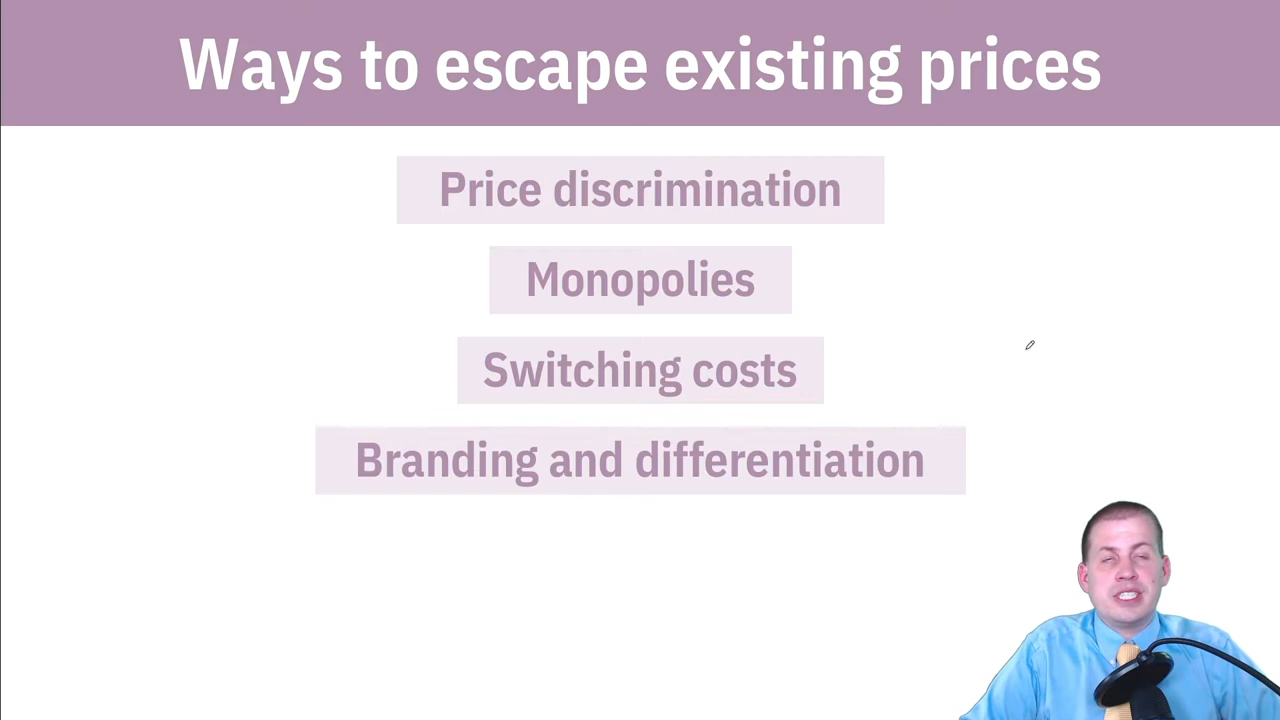 Ways to escape existing prices
Price discrimination
Monopolies
Switching costs
Branding and differentiation